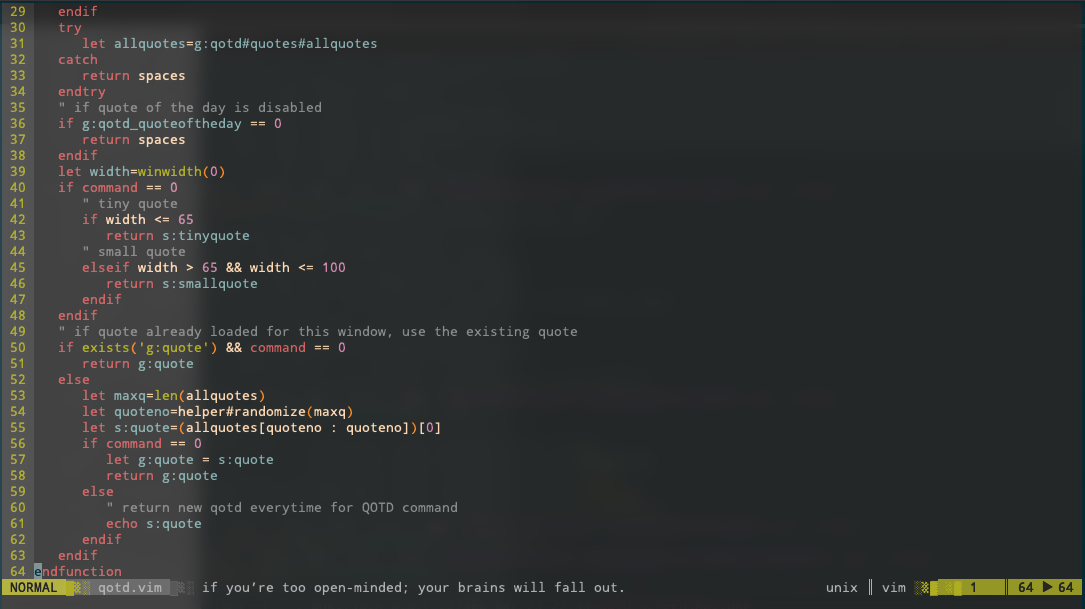 29 endif
30 try
31 let allquotes=g:qotd#quotes#allquotes
32 catch
33 return spaces
34 endtry
35 " if quote of the day is disabled
36 if g:qotd_quoteoftheday == 0
37 return spaces
38 endif
39 let width=winwidth(0)
40 if command == 0
41 " tiny quote
42 if width <= 65
43 return s:tinyquote
44 " small quote
45 elseif width > 65 && width <= 100
46 return s:smallquote
47 endif
48 endif
49 " if quote already loaded for this window, use the existing quote
50 if exists('g:quote') && command == 0
51 return g:quote
52 else
53 let maxq=len(allquotes)
54 let quoteno=helper#randomize(maxq)
55 let s:quote=(allquotes[quoteno : quoteno])[0]
56 if command == 0
57 let g:quote = s:quote
58 return g:quote
59 else
60 " return new qotd everytime for QOTD command
61 echo s:quote
62 endif
63 endif
64 endfunction
NORMAL qotd.vim if you're too open-minded; your brains will fall out. unix ║ vim 1 64 ▶ 64